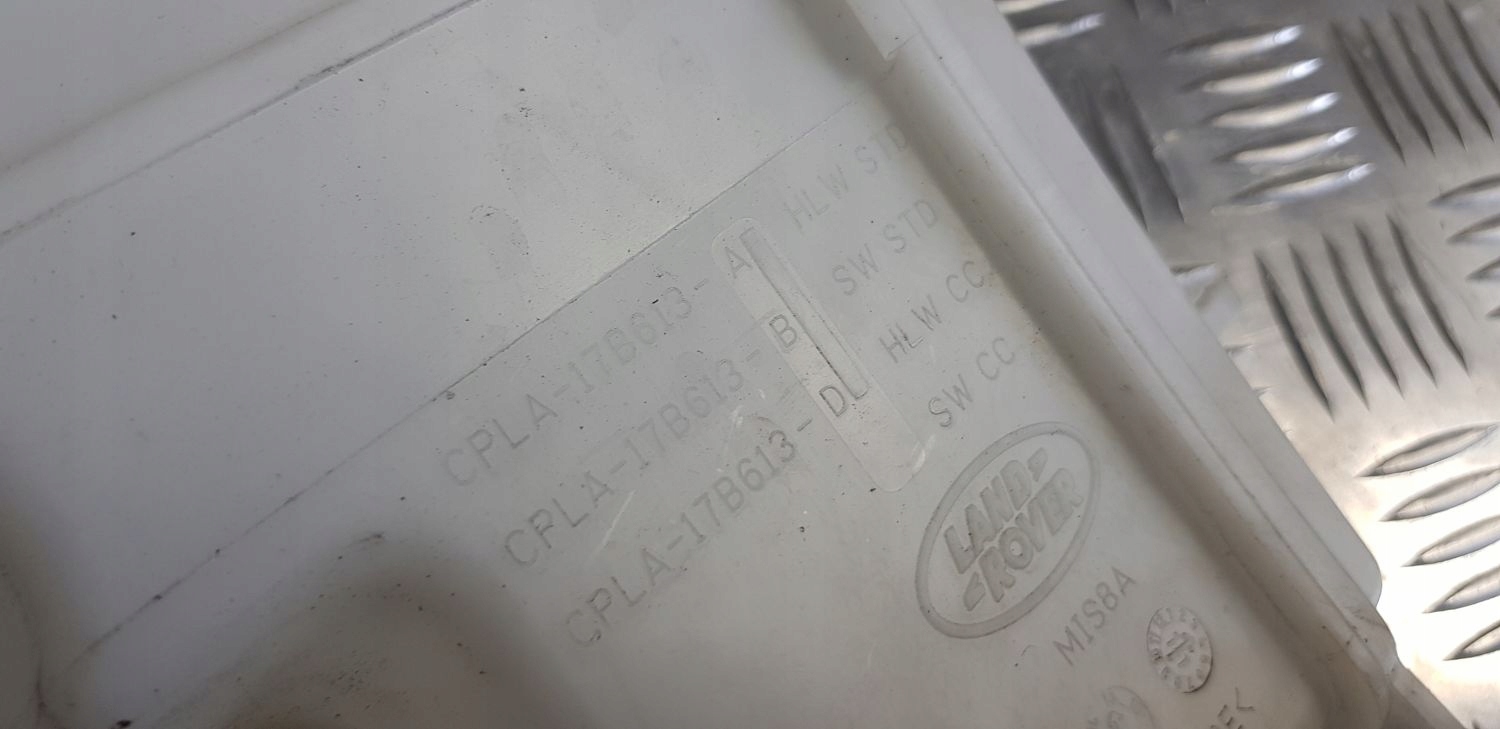 CPLA-17B613-A
CPLA-17B613-B
CPLA-17B613-D
HLW STD
SW STD
HLW CC
SW CC
LAND
ROVER
MIS8A